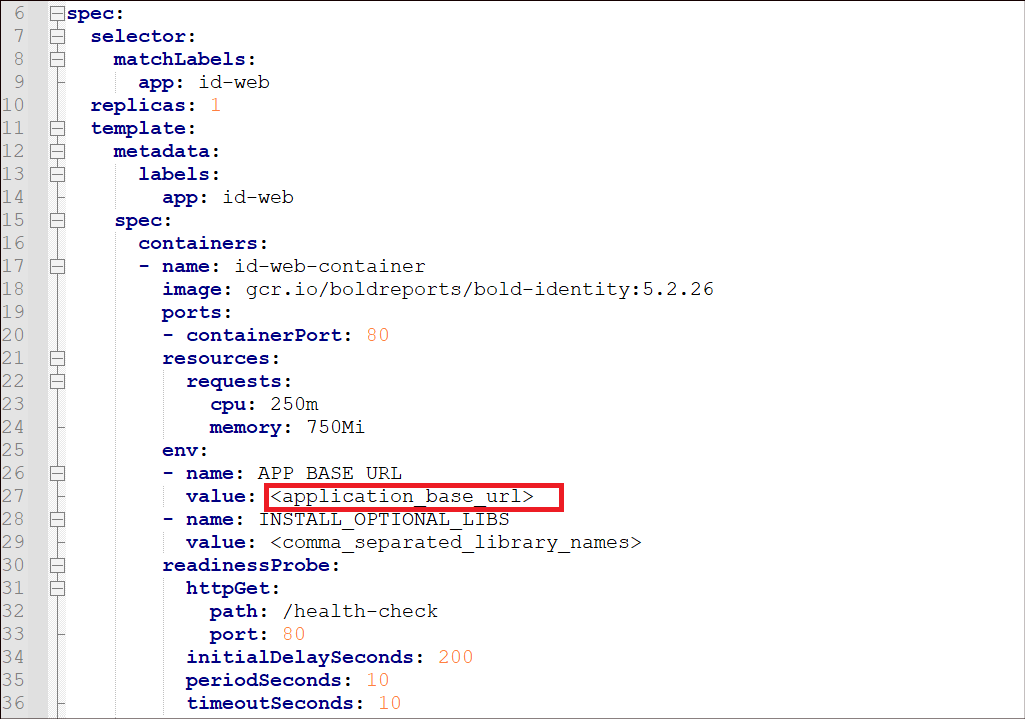 6 spec:
7 selector:
8 matchLabels:
9 app: id-web
10 replicas: 1
11 template:
12 metadata:
13 labels:
14 app: id-web
15 spec:
16 containers:
17 - name: id-web-container
18 image: gcr.io/boldreports/bold-identity:5.2.26
19 ports:
20 - containerPort: 80
21 resources:
22 requests:
23 cpu: 250m
24 memory: 750Mi
25 env:
26 - name: APP_BASE_URL
27 value: <application_base_url>
28 - name: INSTALL_OPTIONAL_LIBS
29 value: <comma_separated_library_names>
30 readinessProbe:
31 httpGet:
32 path: /health-check
33 port: 80
34 initialDelaySeconds: 200
35 periodSeconds: 10
36 timeoutSeconds: 10